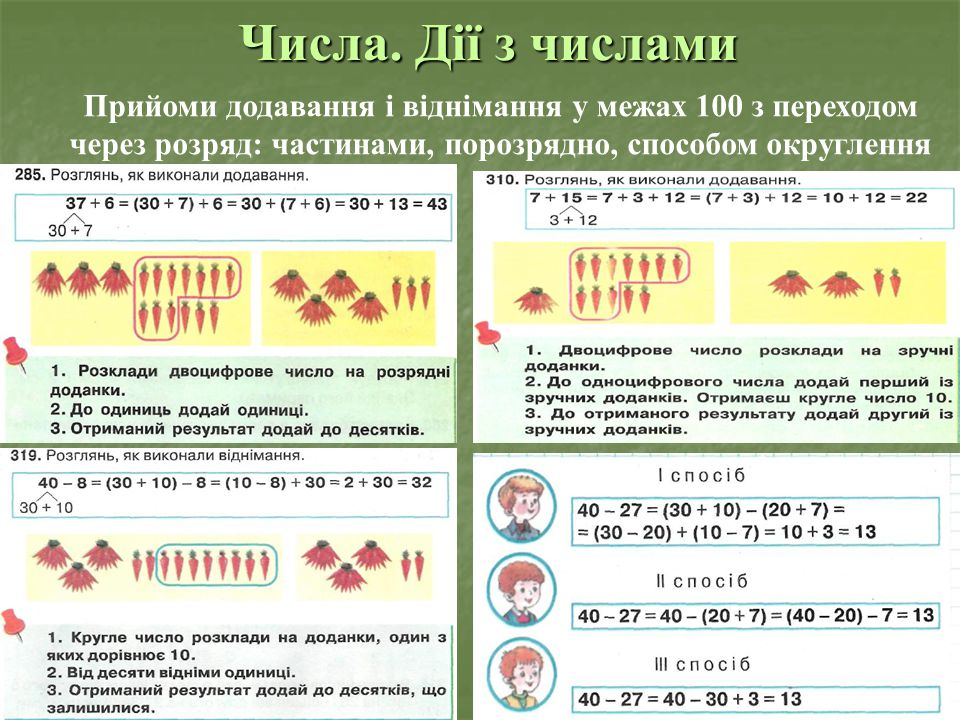 Числа. Дії з числами
Прийоми додавання і віднімання у межах 100 з переходом
через розряд: частинами, порозрядно, способом округлення
285. Розглянь, як виконали додавання.
37 + 6 = (30 + 7) + 6 = 30 + (7 + 6) = 30 + 13 = 43
30 + 7
1. Розклади двоцифрове число на розрядні
доданки.
2. До одиниць додай одиниці.
3. Отриманий результат додай до десятків.
310. Розглянь, як виконали додавання.
7 + 15 = 7 + 3 + 12 = (7 + 3) + 12 = 10 + 12 = 22
3 + 12
1. Двоцифрове число розклади на зручні
доданки.
2. До одноцифрового числа додай перший із
зручних доданків. Отримаєш кругле число 10.
3. До отриманого результату додай другий із
зручних доданків.
319. Розглянь, як виконали віднімання.
40 – 8 = (30 + 10) – 8 = (10 – 8) + 30 = 2 + 30 = 32
30 + 10
1. Кругле число розклади на доданки, один з
яких дорівнює 10.
2. Від десяти відніми одиниці.
3. Отриманий результат додай до десятків, що
залишилися.
І спосіб
40 – 27 = (30 + 10) – (20 + 7) =
= (30 – 20) + (10 – 7) = 10 + 3 = 13
ІІ спосіб
40 – 27 = 40 – (20 + 7) = (40 – 20) – 7 = 13
ІІІ спосіб
40 – 27 = 40 – 30 + 3 = 13